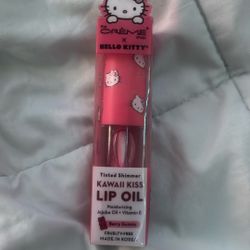 the
CRÈME
shop
x
HELLO KITTY®
Tinted Shimmer
KAWAII KISS
LIP OIL
Moisturizing
Jojoba Oil + Vitamin E
CRUELTY-FREE
MADE IN KOREA